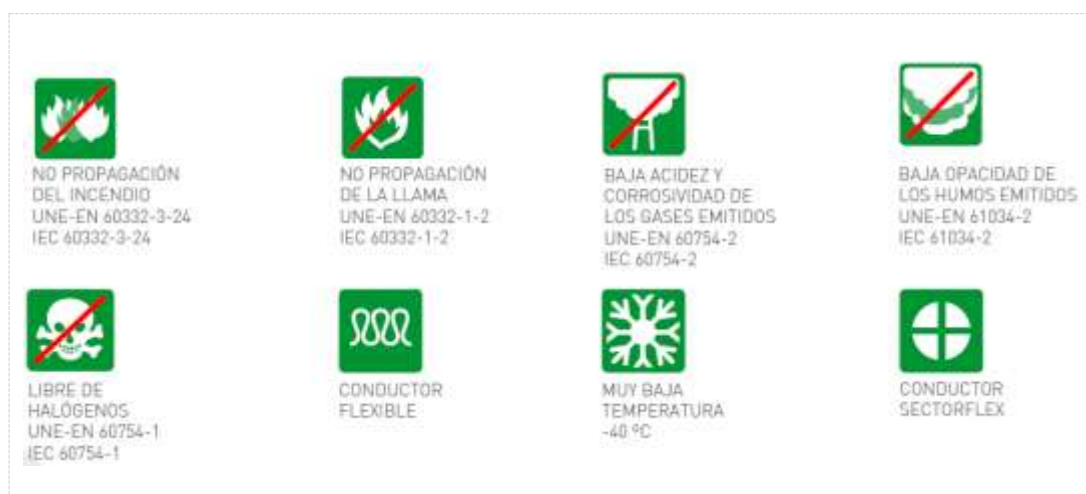 NO PROPAGACIÓN
DEL INCENDIO
UNE-EN 60332-3-24
IEC 60332-3-24
NO PROPAGACIÓN
DE LA LLAMA
UNE-EN 60332-1-2
IEC 60332-1-2
BAJA ACIDEZ Y
CORROSIVIDAD DE
LOS GASES EMITIDOS
UNE-EN 60754-2
IEC 60754-2
BAJA OPACIDAD DE
LOS HUMOS EMITIDOS
UNE-EN 61034-2
IEC 61034-2
LIBRE DE
HALÓGENOS
UNE-EN 60754-1
IEC 60754-1
CONDUCTOR
FLEXIBLE
MUY BAJA
TEMPERATURA
-40 ºC
CONDUCTOR
SECTORFLEX